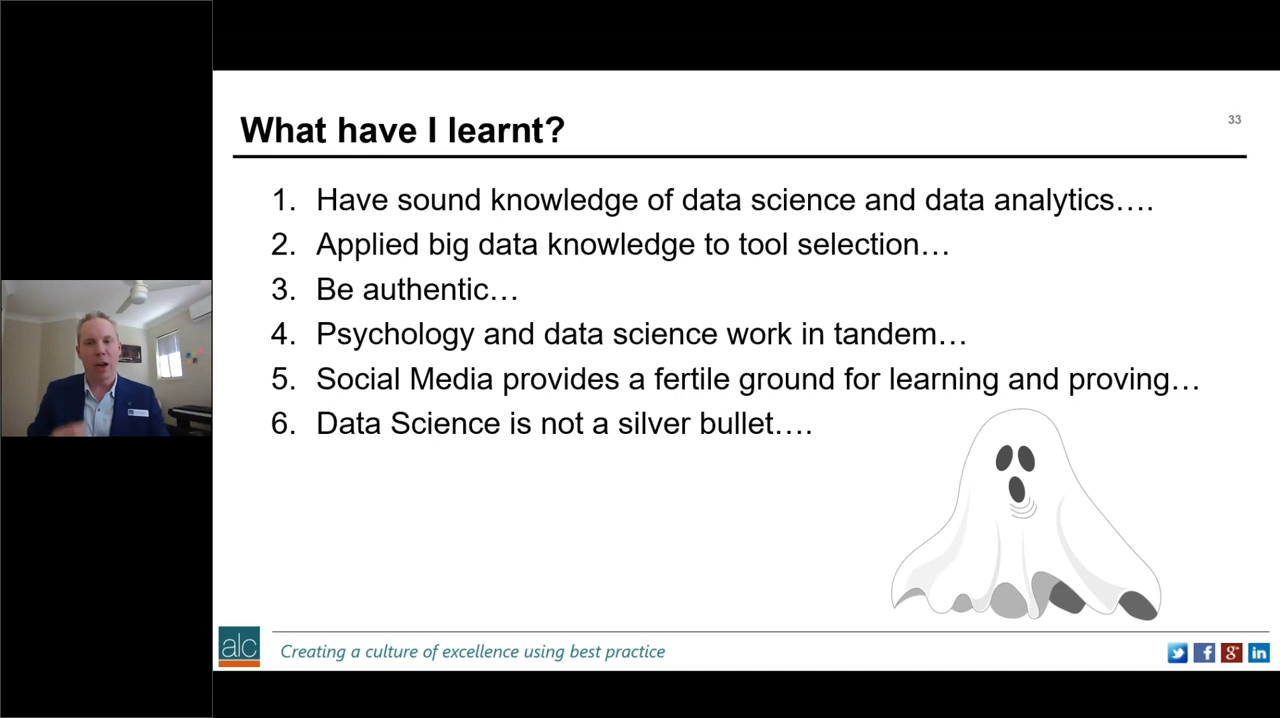 What have I learnt?
33
1. Have sound knowledge of data science and data analytics….
2. Applied big data knowledge to tool selection…
3. Be authentic…
4. Psychology and data science work in tandem…
5. Social Media provides a fertile ground for learning and proving…
6. Data Science is not a silver bullet….
alc
Creating a culture of excellence using best practice